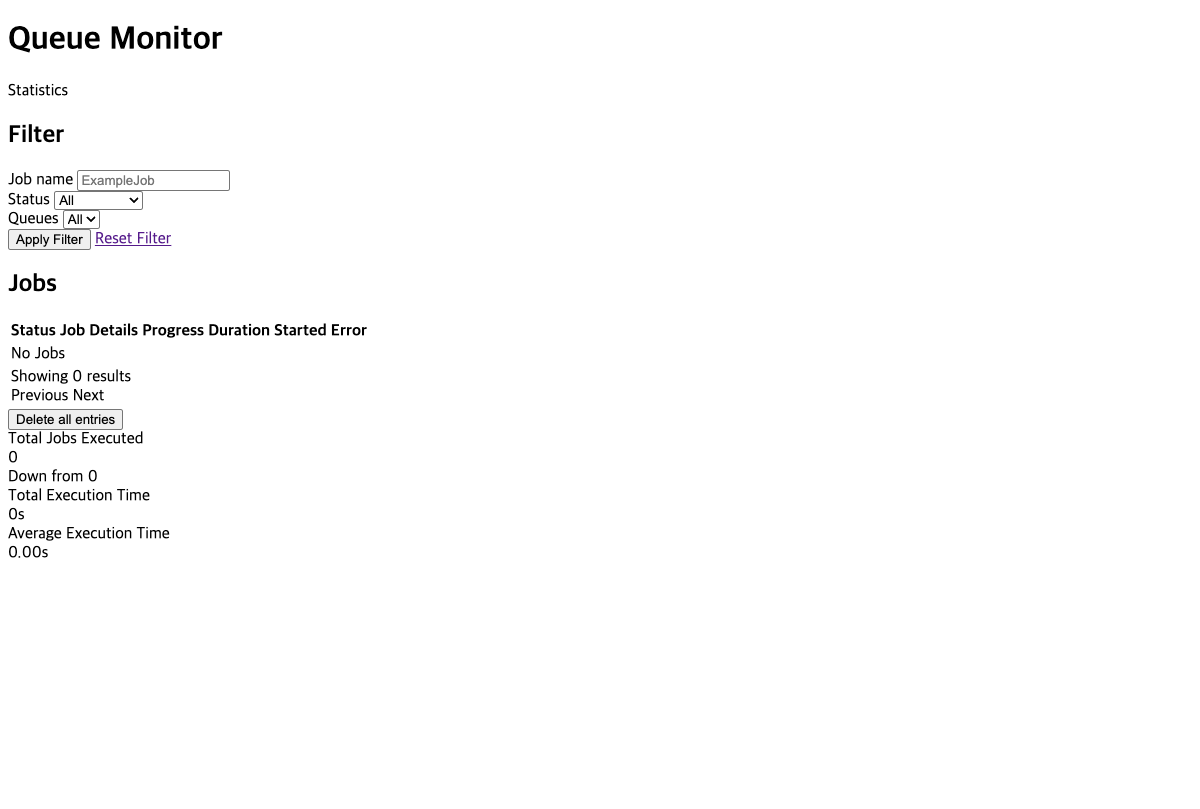 Queue Monitor
Statistics
Filter
Job name ExampleJob
Status All
Queues All
Apply Filter Reset Filter
Jobs
Status Job Details Progress Duration Started Error
No Jobs
Showing 0 results
Previous Next
Delete all entries
Total Jobs Executed
0
Down from 0
Total Execution Time
0s
Average Execution Time
0.00s